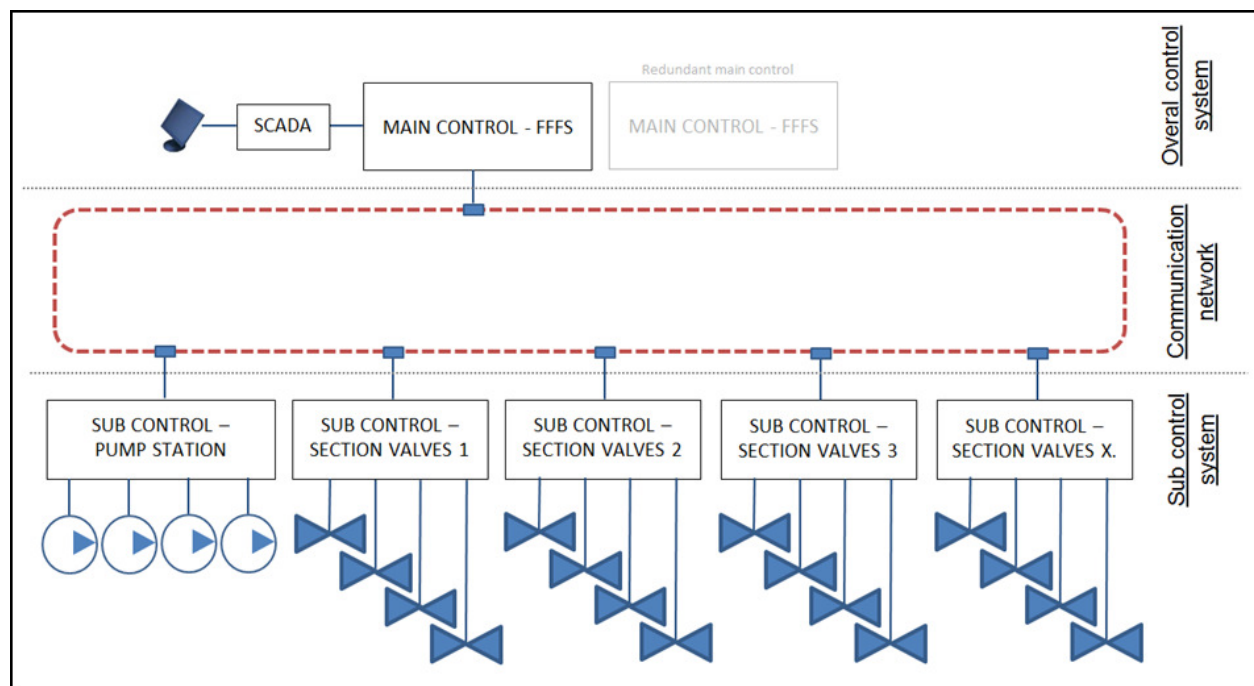 Redundant main control
SCADA
MAIN CONTROL - FFFS
MAIN CONTROL - FFFS
Overal control
system
Communication
network
SUB CONTROL –
PUMP STATION
SUB CONTROL –
SECTION VALVES 1
SUB CONTROL –
SECTION VALVES 2
SUB CONTROL –
SECTION VALVES 3
SUB CONTROL –
SECTION VALVES X.
Sub control
system